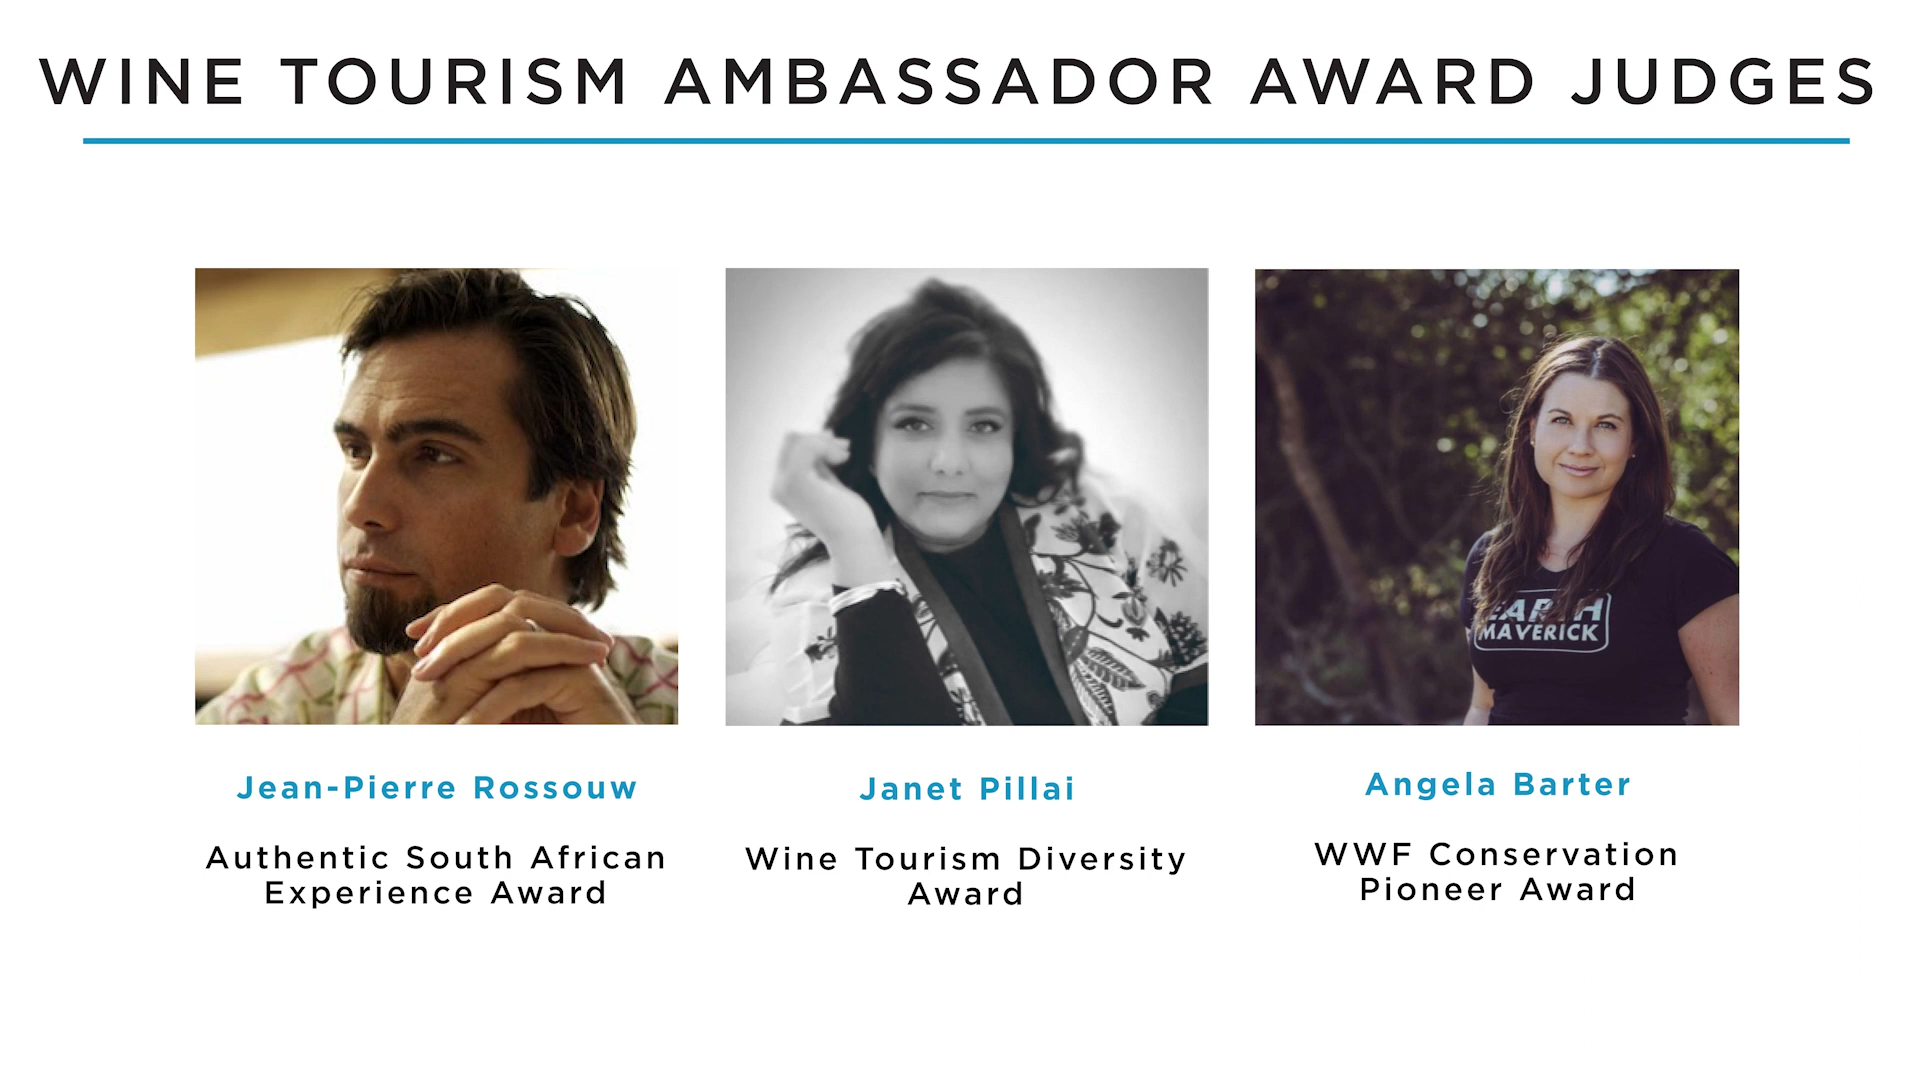 WINE TOURISM AMBASSADOR AWARD JUDGES
EARTH
MAVERICK
Jean-Pierre Rossouw
Authentic South African
Experience Award
Janet Pillai
Wine Tourism Diversity
Award
Angela Barter
WWF Conservation
Pioneer Award